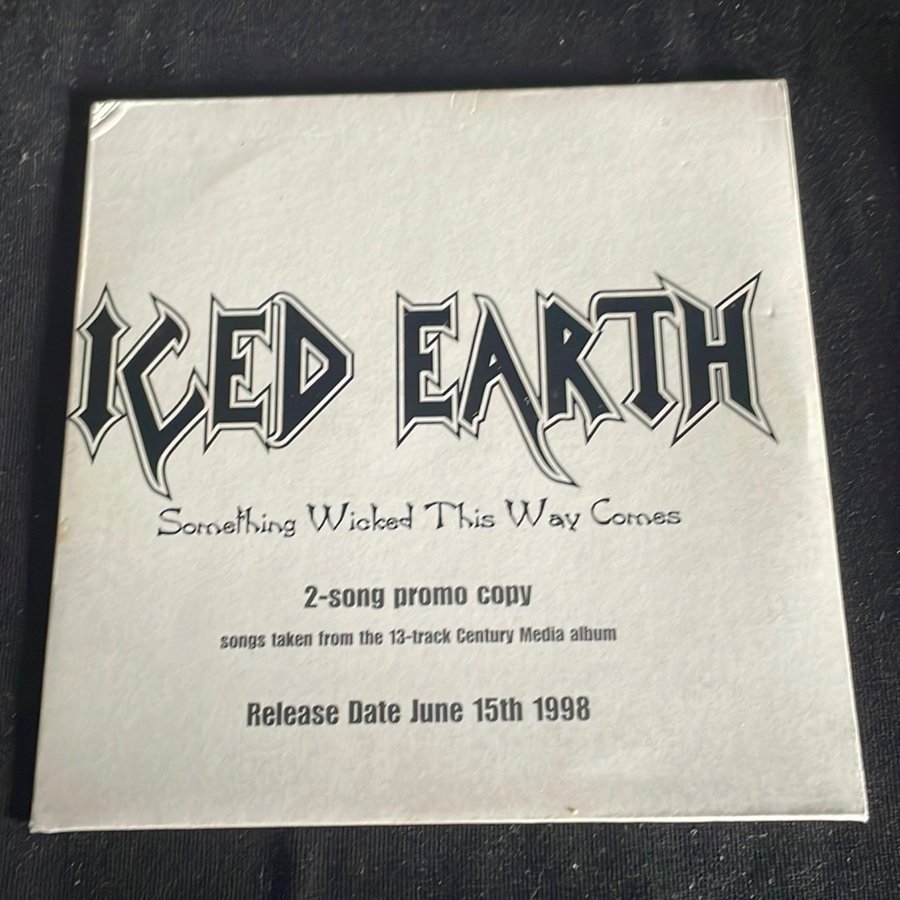 ICED EARTH
Something Wicked This Way Comes
2-song promo copy
songs taken from the 13-track Century Media album
Release Date June 15th 1998